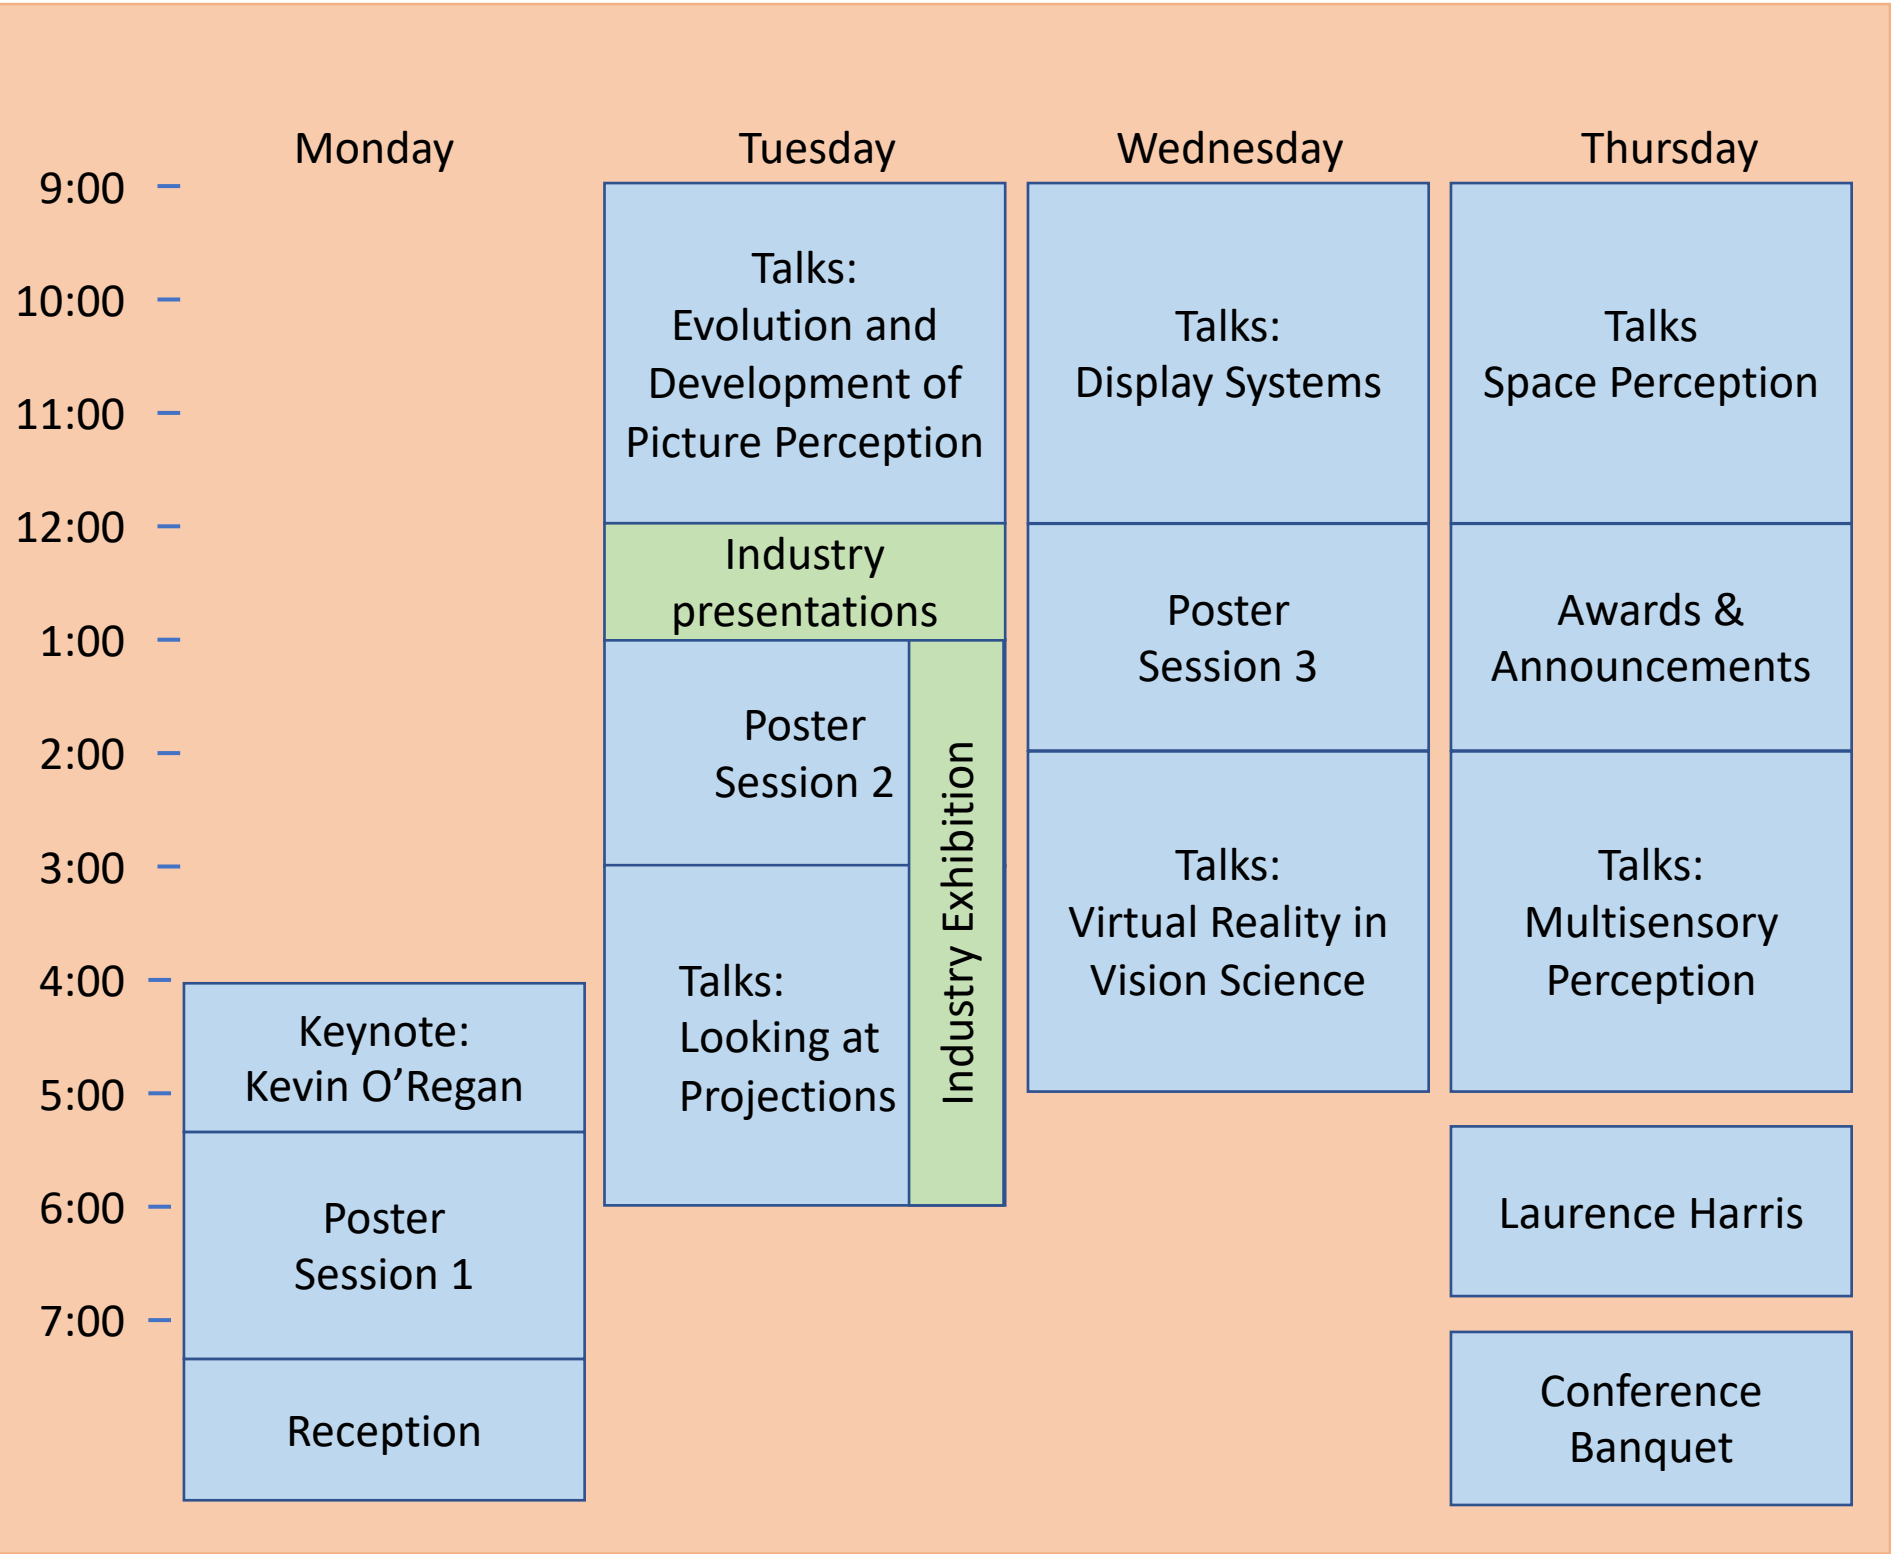 Monday
Tuesday
Wednesday
Thursday
9:00
10:00
11:00
12:00
1:00
2:00
3:00
4:00
5:00
6:00
7:00
Keynote:
Kevin O’Regan
Poster
Session 1
Reception
Talks:
Evolution and
Development of
Picture Perception
Industry
presentations
Poster
Session 2
Talks:
Looking at
Projections
Industry Exhibition
Talks:
Display Systems
Poster
Session 3
Talks:
Virtual Reality in
Vision Science
Talks
Space Perception
Awards &
Announcements
Talks:
Multisensory
Perception
Laurence Harris
Conference
Banquet